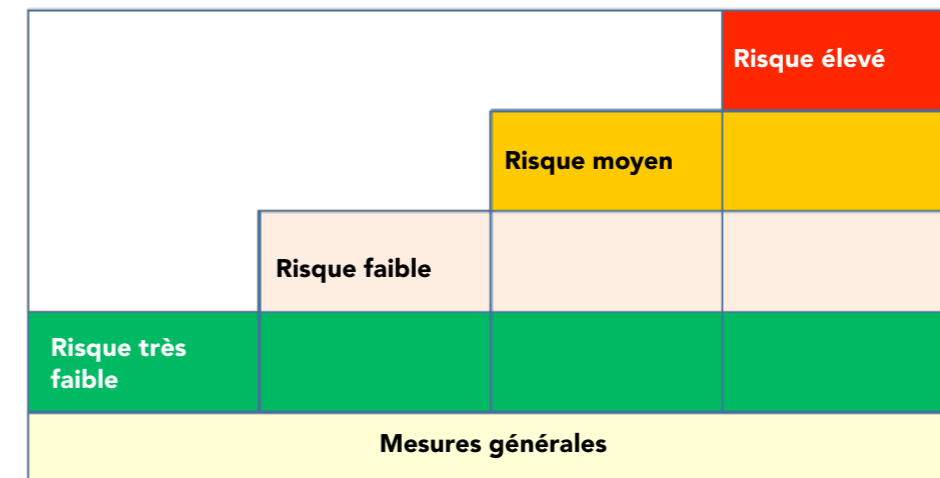 Risque élevé
Risque moyen
Risque faible
Risque très
faible
Mesures générales